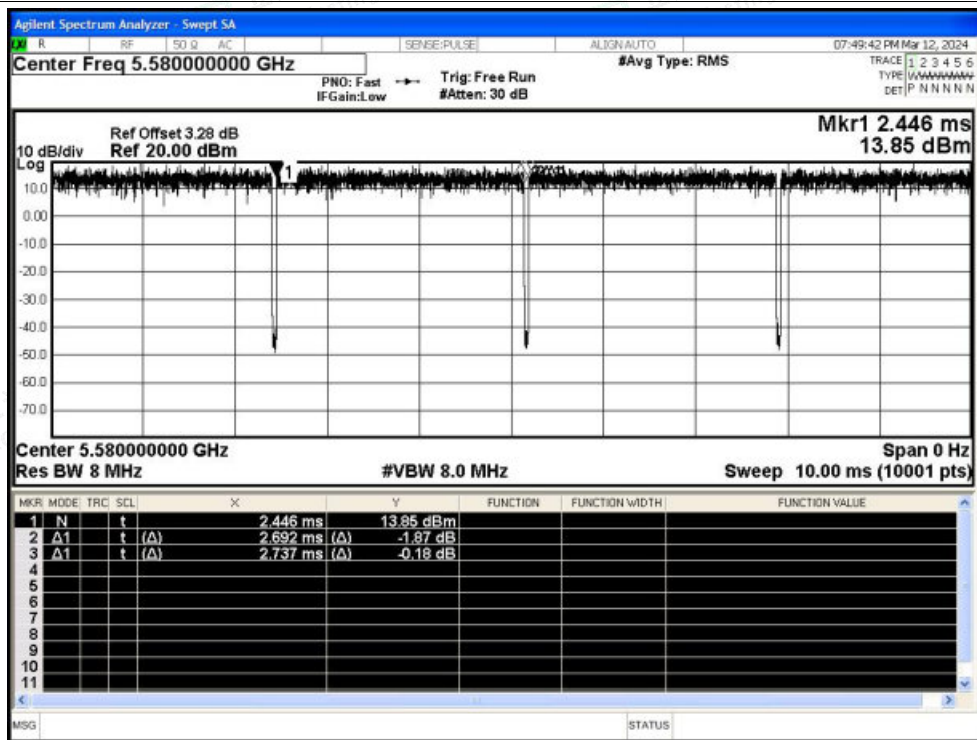 Agilent Spectrum Analyzer - Swept SA
R RF 50 Ω AC SENSE:PULSE ALIGN AUTO 07:49:42 PM Mar 12, 2024
Center Freq 5.580000000 GHz #Avg Type: RMS TRACE 1 2 3 4 5 6
PNO: Fast Trig: Free Run TYPE
IFGain:Low #Atten: 30 dB DET P N N N N N
Mkr1 2.446 ms
Ref Offset 3.28 dB
10 dB/div Ref 20.00 dBm 13.85 dBm
Log
1
10.0
0.00
-10.0
-20.0
-30.0
-40.0
-50.0
-60.0
-70.0
Center 5.580000000 GHz Span 0 Hz
Res BW 8 MHz #VBW 8.0 MHz Sweep 10.00 ms (10001 pts)
MKR MODE TRC SCL X Y FUNCTION FUNCTION WIDTH FUNCTION VALUE
1 N t 2.446 ms 13.85 dBm
2 Δ1 t (Δ) 2.692 ms (Δ) -1.87 dB
3 Δ1 t (Δ) 2.737 ms (Δ) -0.18 dB
4
5
6
7
8
9
10
11
MSG STATUS